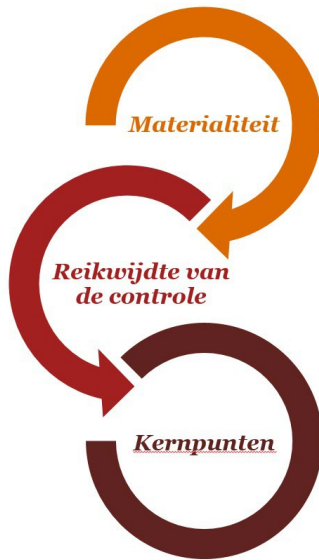 Materialiteit
Reikwijdte van
de controle
Kernpunten